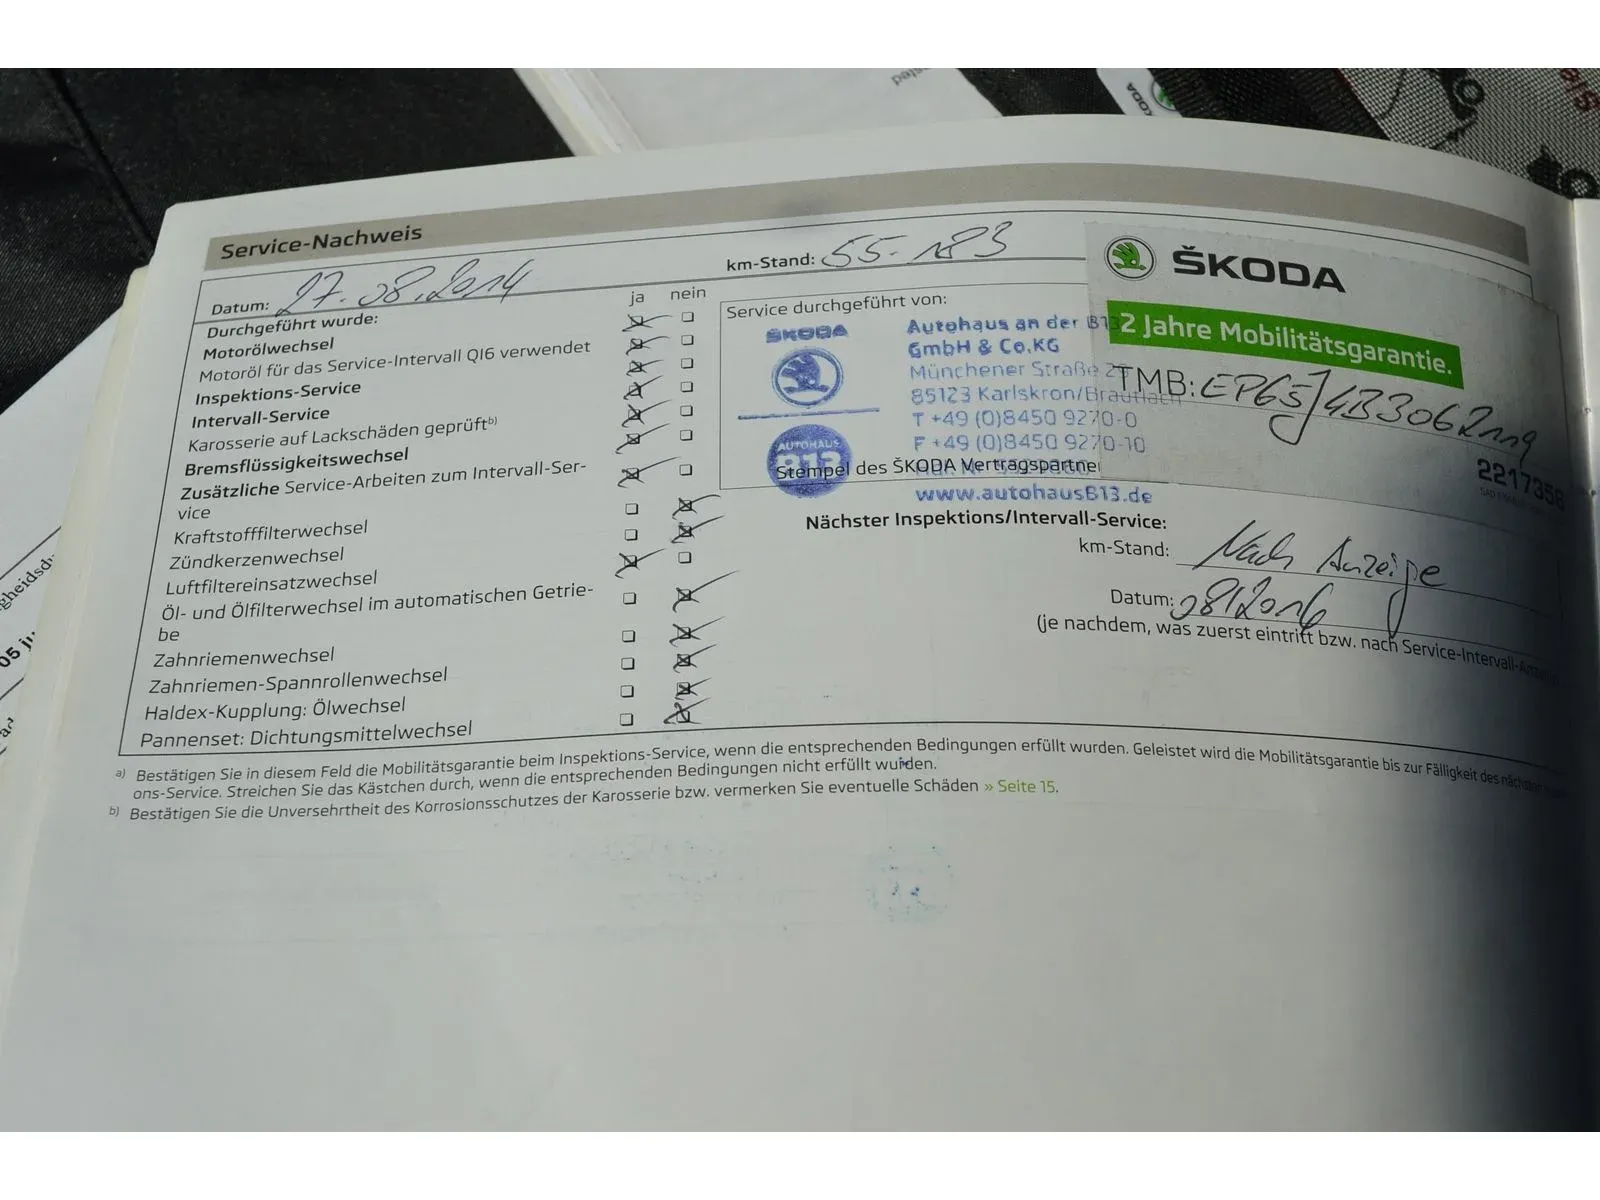 ŠKODA
Service-Nachweis
Datum: 27.08.2014
km-Stand: 55.183
Durchgeführt wurde:
ja nein
Motorölwechsel
Motoröl für das Service-Intervall QI6 verwendet
Inspektions-Service
Intervall-Service
Karosserie auf Lackschäden geprüft b)
Bremsflüssigkeitswechsel
Zusätzliche Service-Arbeiten zum Intervall-Ser-
vice
Kraftstofffilterwechsel
Zündkerzenwechsel
Luftfiltereinsatzwechsel
Öl- und Ölfilterwechsel im automatischen Getrie-
be
Zahnriemenwechsel
Zahnriemen-Spannrollenwechsel
Haldex-Kupplung: Ölwechsel
Pannenset: Dichtungsmittelwechsel
Service durchgeführt von:
ŠKODA
AUTOHAUS
B13
Autohaus an der B13
GmbH & Co.KG
Münchener Straße
85123 Karlskron/Brautlach
T +49 (0)8450 9270-0
F +49 (0)8450 9270-10
Stempel des ŠKODA Vertragspartne
www.autohausB13.de
ŠKODA
2 Jahre Mobilitätsgarantie.
TMB: EP65J4B3062119
2217358
Nächster Inspektions/Intervall-Service:
km-Stand: Nach Anzeige
Datum: 08/2016
(je nachdem, was zuerst eintritt bzw. nach Service-Intervall-
a) Bestätigen Sie in diesem Feld die Mobilitätsgarantie beim Inspektions-Service, wenn die entsprechenden Bedingungen erfüllt wurden. Geleistet wird die Mobilitätsgarantie bis zur Fälligkeit des nächsten
ons-Service. Streichen Sie das Kästchen durch, wenn die entsprechenden Bedingungen nicht erfüllt wurden.
b) Bestätigen Sie die Unversehrtheit des Korrosionsschutzes der Karosserie bzw. vermerken Sie eventuelle Schäden » Seite 15.